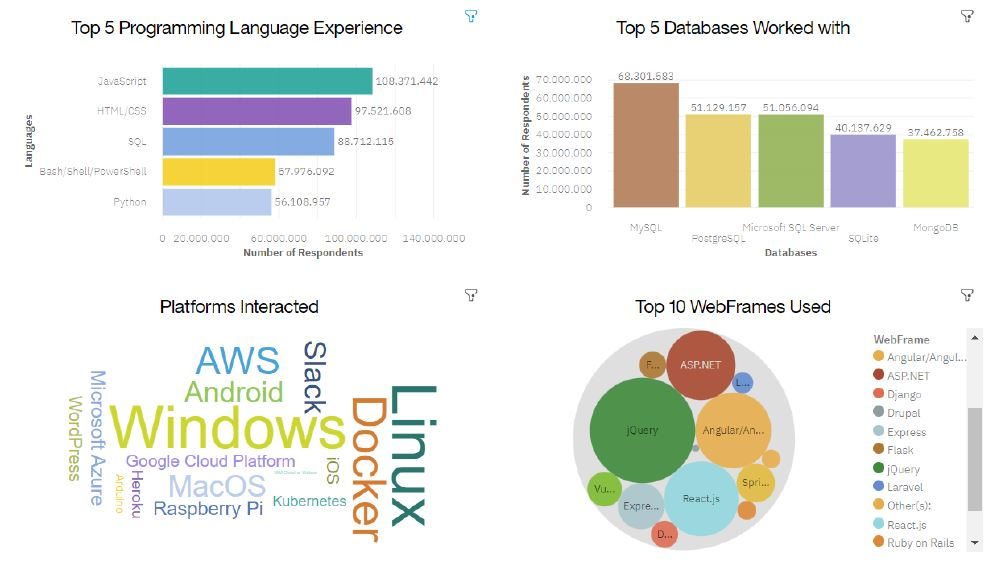 Top 5 Programming Language Experience
Languages
JavaScript
108.371.442
HTML/CSS
97.521.608
SQL
88.712.115
Bash/Shell/PowerShell
57.976.092
Python
56.108.957
0 20.000.000 60.000.000 100.000.000 140.000.000
Number of Respondents
Top 5 Databases Worked with
Number of Respondents
70.000.000
60.000.000
50.000.000
40.000.000
30.000.000
20.000.000
10.000.000
0
68.301.583
51.129.157
51.056.094
40.137.629
37.462.758
MySQL
PostgreSQL
Microsoft SQL Server
SQLite
MongoDB
Databases
Platforms Interacted
AWS
Slack
Android
Microsoft Azure
WordPress
Windows
Docker
Linux
Google Cloud Platform
iOS
MacOS
Heroku
Arduino
Kubernetes
Raspberry Pi
Top 10 WebFrames Used
F...
ASP.NET
L...
jQuery
Angular/An...
React.js
Spri...
Vu...
Expre...
D...
WebFrame
Angular/Angul...
ASP.NET
Django
Drupal
Express
Flask
jQuery
Laravel
Other(s):
React.js
Ruby on Rails